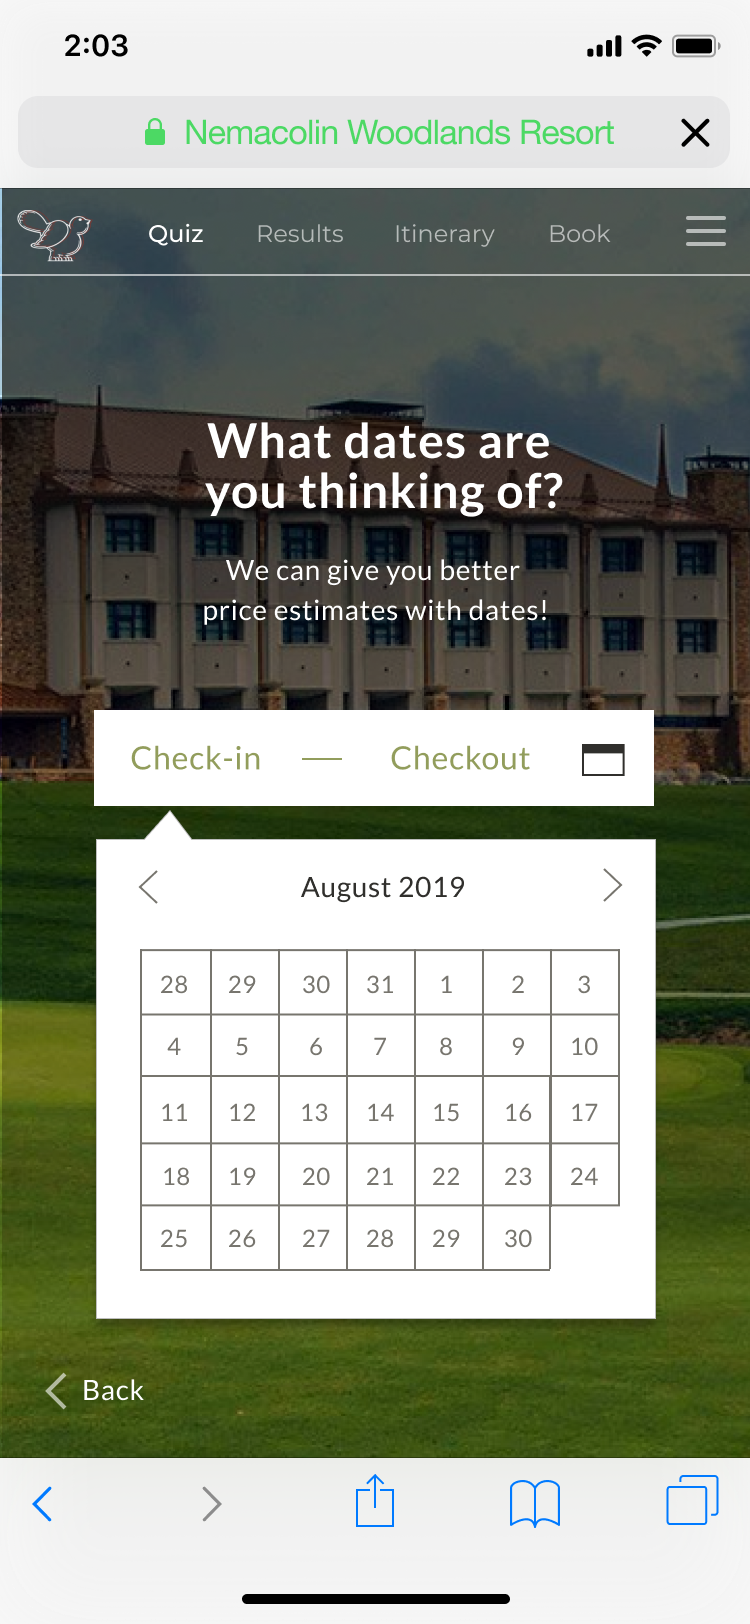 2:03
Nemacolin Woodlands Resort
Quiz Results Itinerary Book
What dates are
you thinking of?
We can give you better
price estimates with dates!
Check-in — Checkout
August 2019
28 29 30 31 1 2 3
4 5 6 7 8 9 10
11 12 13 14 15 16 17
18 19 20 21 22 23 24
25 26 27 28 29 30
Back